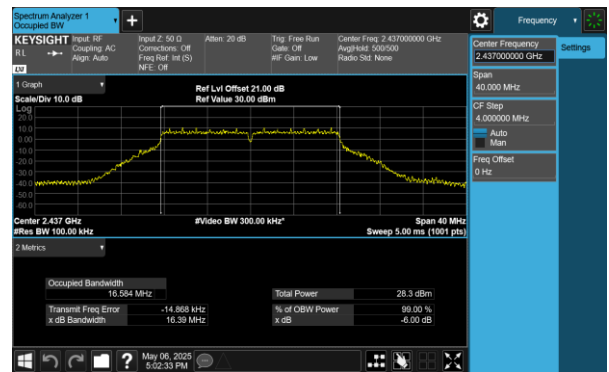 Spectrum Analyzer 1
Occupied BW
Frequency
KEYSIGHT
RL
LXI
Input: RF
Coupling: AC
Align: Auto
Input Z: 50 Ω
Corrections: Off
Freq Ref: Int (S)
NFE: Off
Atten: 20 dB
Trig: Free Run
Gate: Off
#IF Gain: Low
Center Freq: 2.437000000 GHz
Avg|Hold: 500/500
Radio Std: None
Center Frequency
2.437000000 GHz
Settings
Span
40.000 MHz
CF Step
4.000000 MHz
Auto
Man
Freq Offset
0 Hz
1 Graph
Scale/Div 10.0 dB
Ref Lvl Offset 21.00 dB
Ref Value 30.00 dBm
Log
20.0
10.0
0.00
-10.0
-20.0
-30.0
-40.0
-50.0
-60.0
Center 2.437 GHz
#Video BW 300.00 kHz*
Span 40 MHz
#Res BW 100.00 kHz
Sweep 5.00 ms (1001 pts)
2 Metrics
Occupied Bandwidth
16.584 MHz
Total Power 28.3 dBm
Transmit Freq Error -14.868 kHz
% of OBW Power 99.00 %
x dB Bandwidth 16.39 MHz
x dB -6.00 dB
?
May 06, 2025
5:02:33 PM